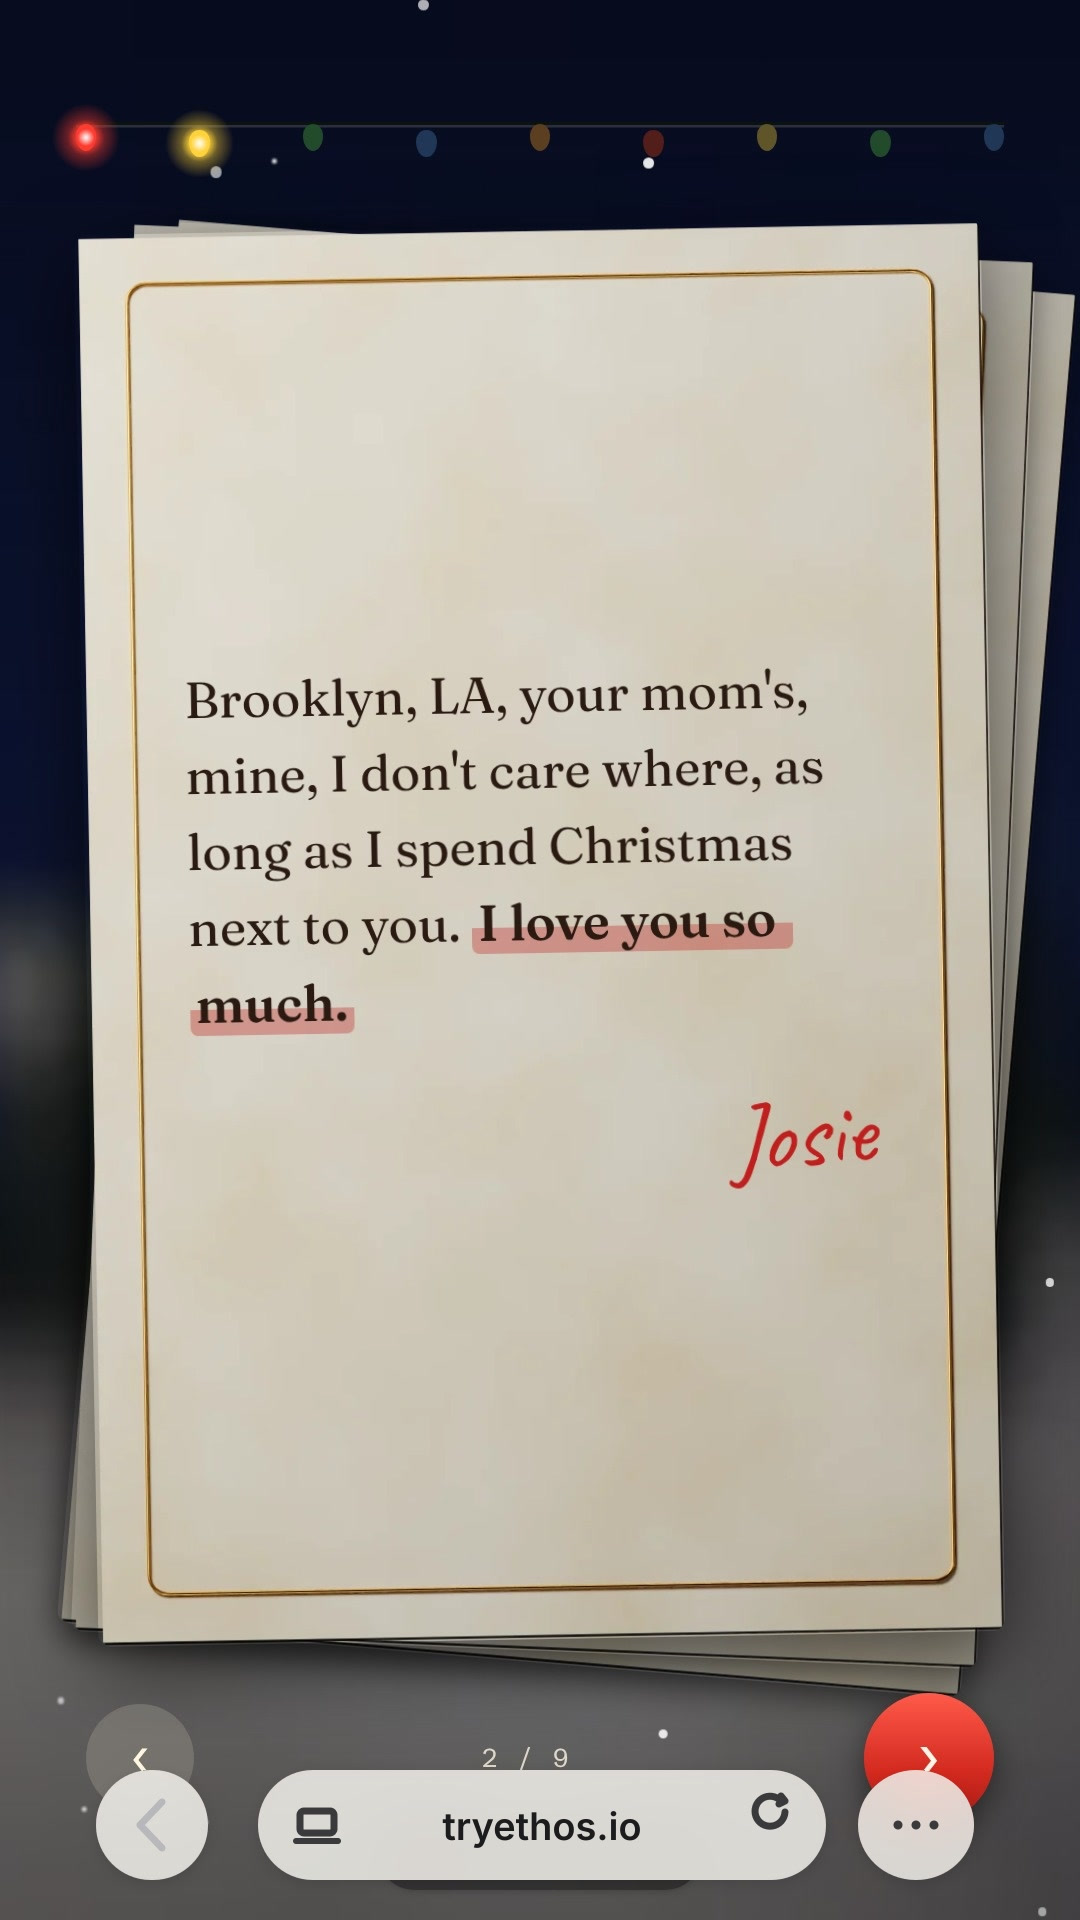 Brooklyn, LA, your mom's,
mine, I don't care where, as
long as I spend Christmas
next to you. I love you so
much.
Josie
2 / 9
tryethos.io